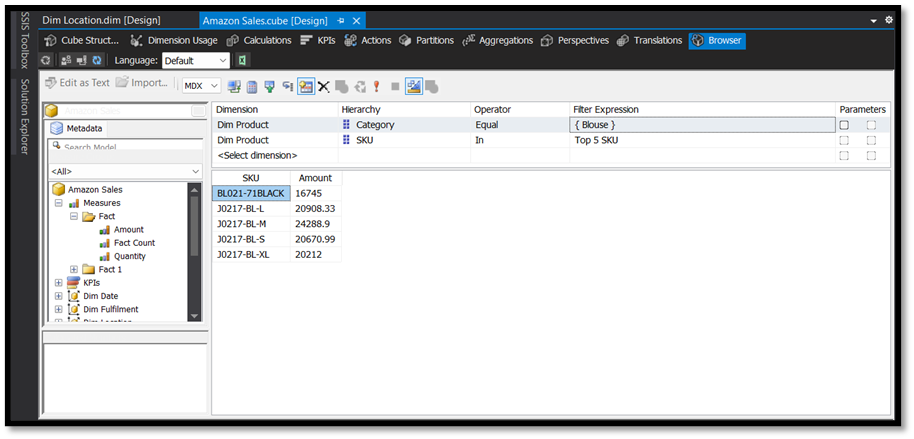 SSIS Toolbox
Solution Explorer
Dim Location.dim [Design]
Amazon Sales.cube [Design]
Cube Struct...
Dimension Usage
Calculations
KPIs
Actions
Partitions
Aggregations
Perspectives
Translations
Browser
Language: Default
Edit as Text
Import...
MDX
Metadata
Search Model
<All>
Amazon Sales
Measures
Fact
Amount
Fact Count
Quantity
Fact 1
KPIs
Dim Date
Dim Fulfilment
Dim Location
Dimension Hierarchy Operator Filter Expression Parameters
Dim Product Category Equal { Blouse }
Dim Product SKU In Top 5 SKU
<Select dimension>
SKU Amount
BL021-71BLACK 16745
J0217-BL-L 20908.33
J0217-BL-M 24288.9
J0217-BL-S 20670.99
J0217-BL-XL 20212